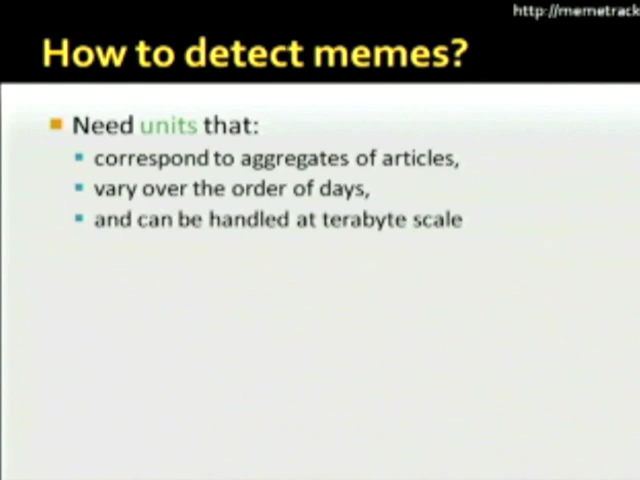 http://memetrack
How to detect memes?
Need units that:
correspond to aggregates of articles,
vary over the order of days,
and can be handled at terabyte scale